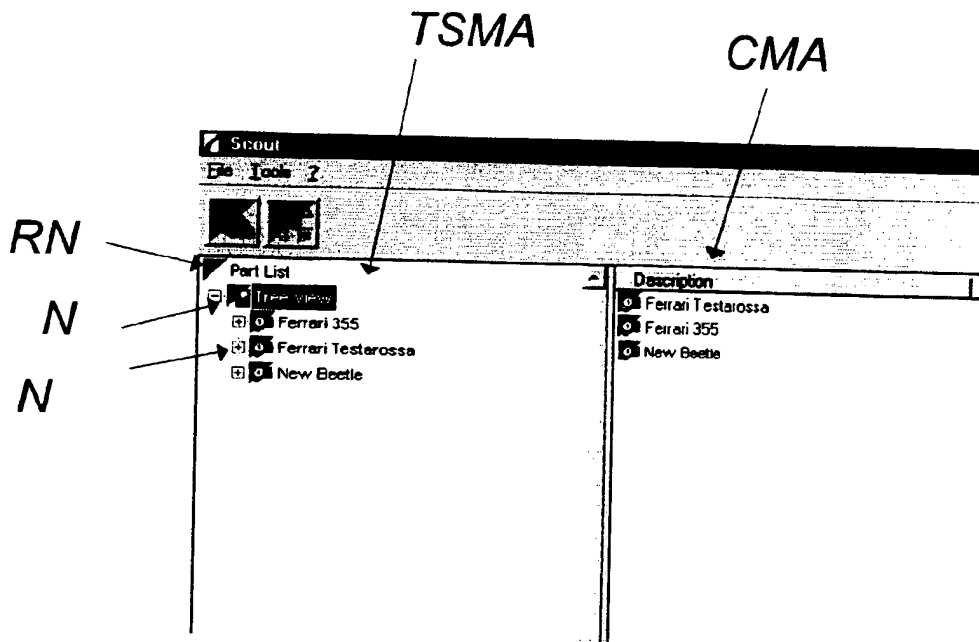 TSMA
CMA
Scout
File Tools ?
RN
Part List
Description
N
Tree view
Ferrari Testarossa
Ferrari 355
Ferrari 355
N
Ferrari Testarossa
New Beetle
New Beetle